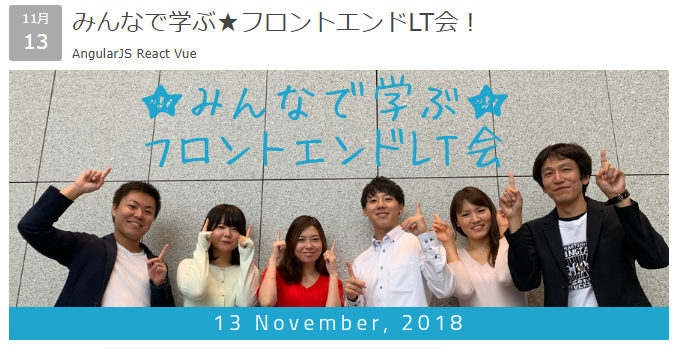 11月
13
みんなで学ぶ★フロントエンドLT会！
AngularJS React Vue
★みんなで学ぶ★
フロントエンドLT会
13 November, 2018